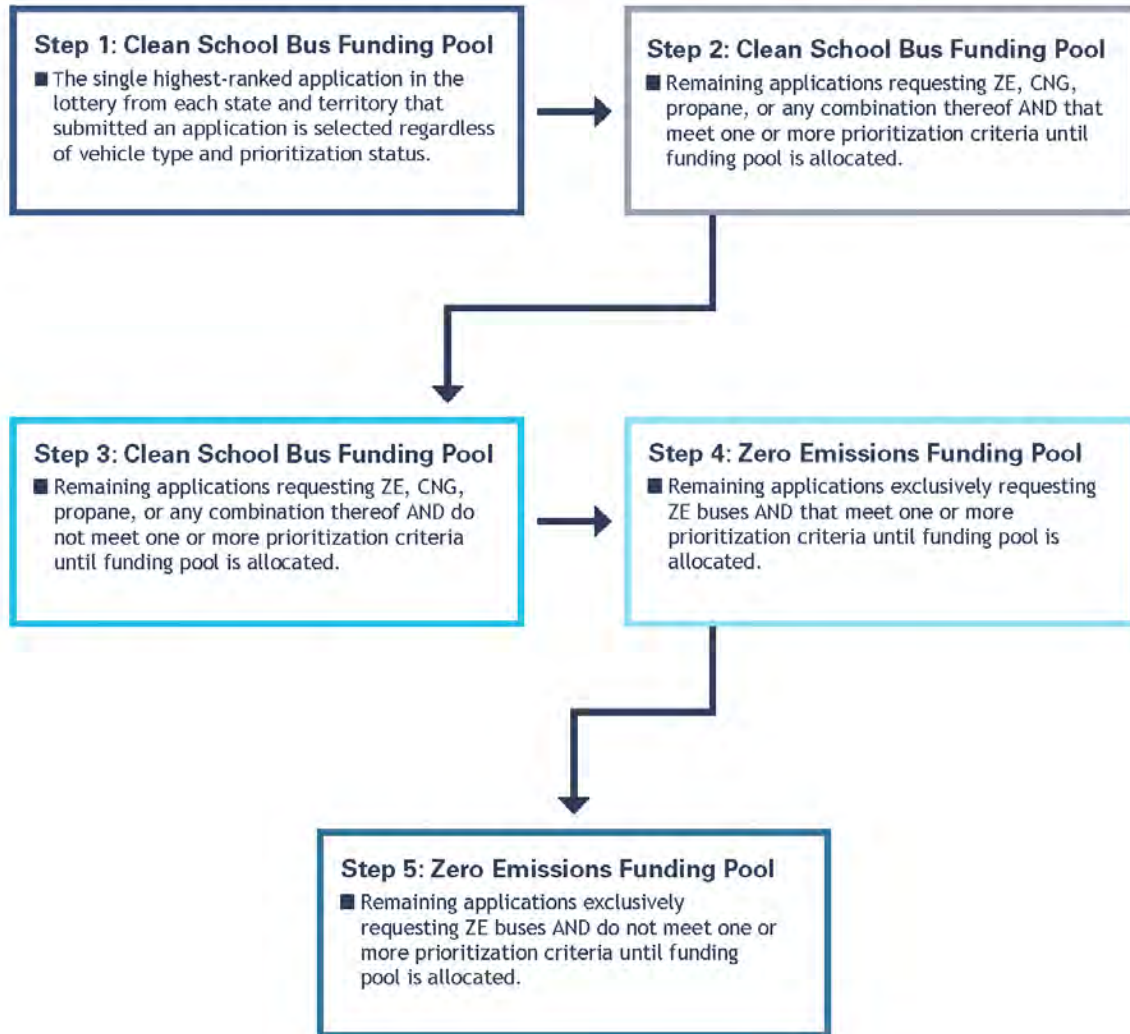 Step 1: Clean School Bus Funding Pool
■ The single highest-ranked application in the
lottery from each state and territory that
submitted an application is selected regardless
of vehicle type and prioritization status.
Step 2: Clean School Bus Funding Pool
■ Remaining applications requesting ZE, CNG,
propane, or any combination thereof AND that
meet one or more prioritization criteria until
funding pool is allocated.
Step 3: Clean School Bus Funding Pool
■ Remaining applications requesting ZE, CNG,
propane, or any combination thereof AND do
not meet one or more prioritization criteria
until funding pool is allocated.
Step 4: Zero Emissions Funding Pool
■ Remaining applications exclusively requesting
ZE buses AND that meet one or more
prioritization criteria until funding pool is
allocated.
Step 5: Zero Emissions Funding Pool
■ Remaining applications exclusively
requesting ZE buses AND do not meet one or
more prioritization criteria until funding
pool is allocated.